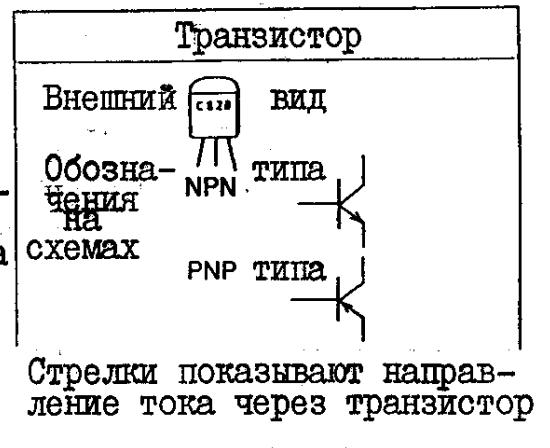 Транзистор
Внешний вид
C828
Обозна- NPN типа
чения
на
схемах
PNP типа
Стрелки показывают направ-
ление тока через транзистор